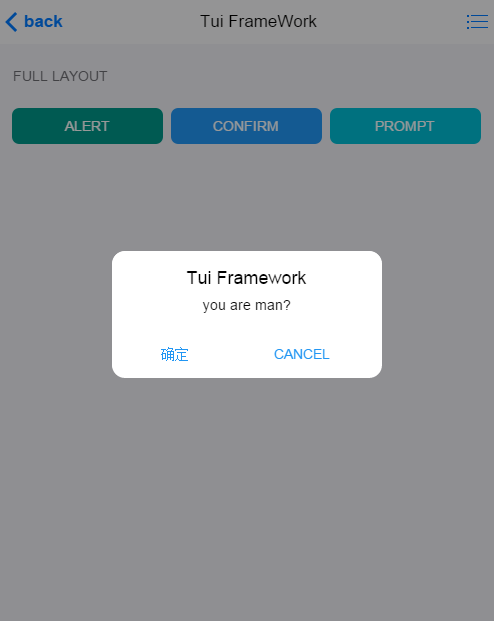 back
Tui FrameWork
FULL LAYOUT
ALERT
CONFIRM
PROMPT
Tui Framework
you are man?
确定
CANCEL